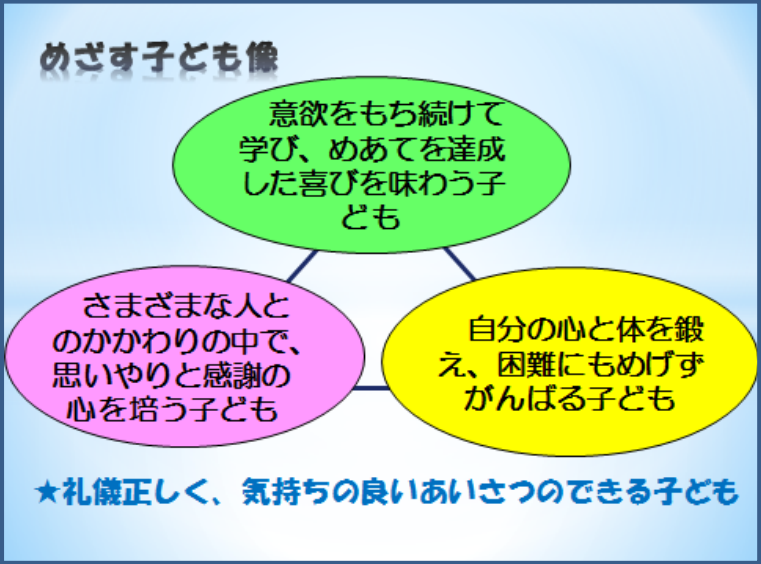 めざす子ども像
意欲をもち続けて
学び、めあてを達成
した喜びを味わう子
ども
さまざまな人と
のかかわりの中で、
思いやりと感謝の
心を培う子ども
自分の心と体を鍛
え、困難にもめげず
がんばる子ども
★礼儀正しく、気持ちの良いあいさつのできる子ども